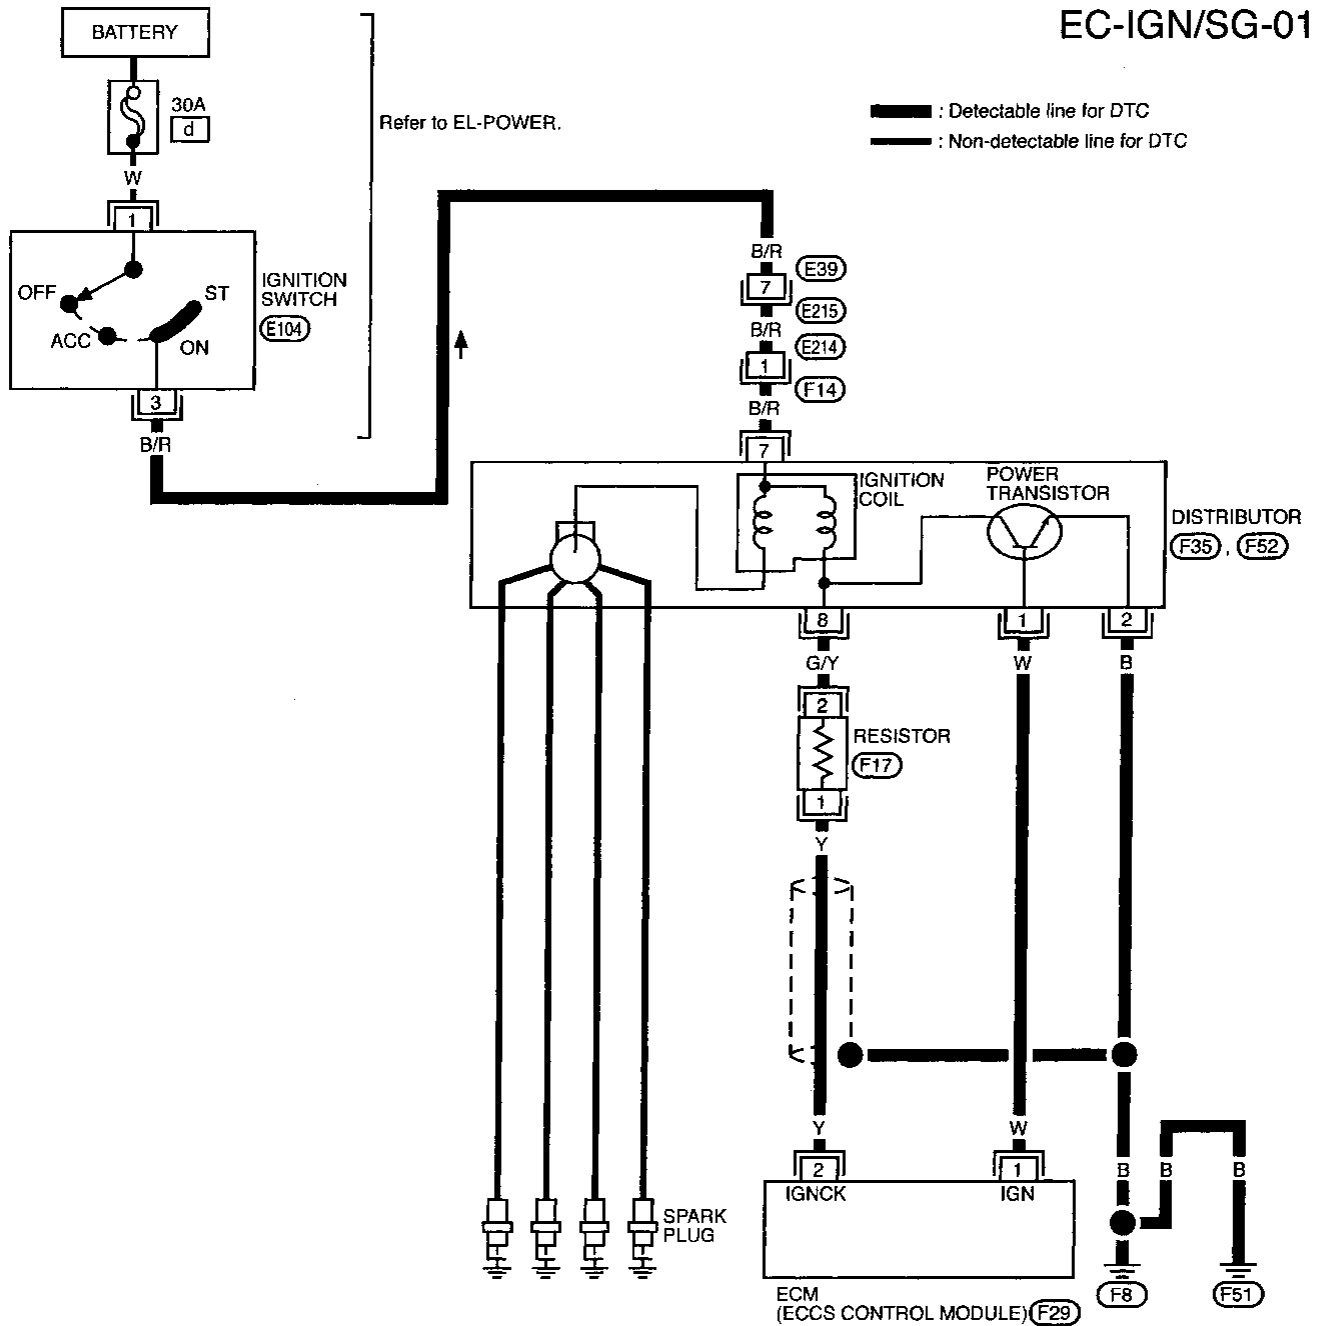 EC-IGN/SG-01
BATTERY
30A
d
Refer to EL-POWER.
: Detectable line for DTC
: Non-detectable line for DTC
W
1
OFF
ST
ACC
ON
IGNITION
SWITCH
E104
3
B/R
B/R
E39
7
E215
B/R
E214
1
F14
B/R
7
IGNITION
COIL
POWER
TRANSISTOR
DISTRIBUTOR
F35 , F52
8
1
2
G/Y
W
B
2
RESISTOR
F17
1
Y
Y
W
2
1
B
B
B
IGNCK
IGN
SPARK
PLUG
ECM
(ECCS CONTROL MODULE) F29
F8
F51